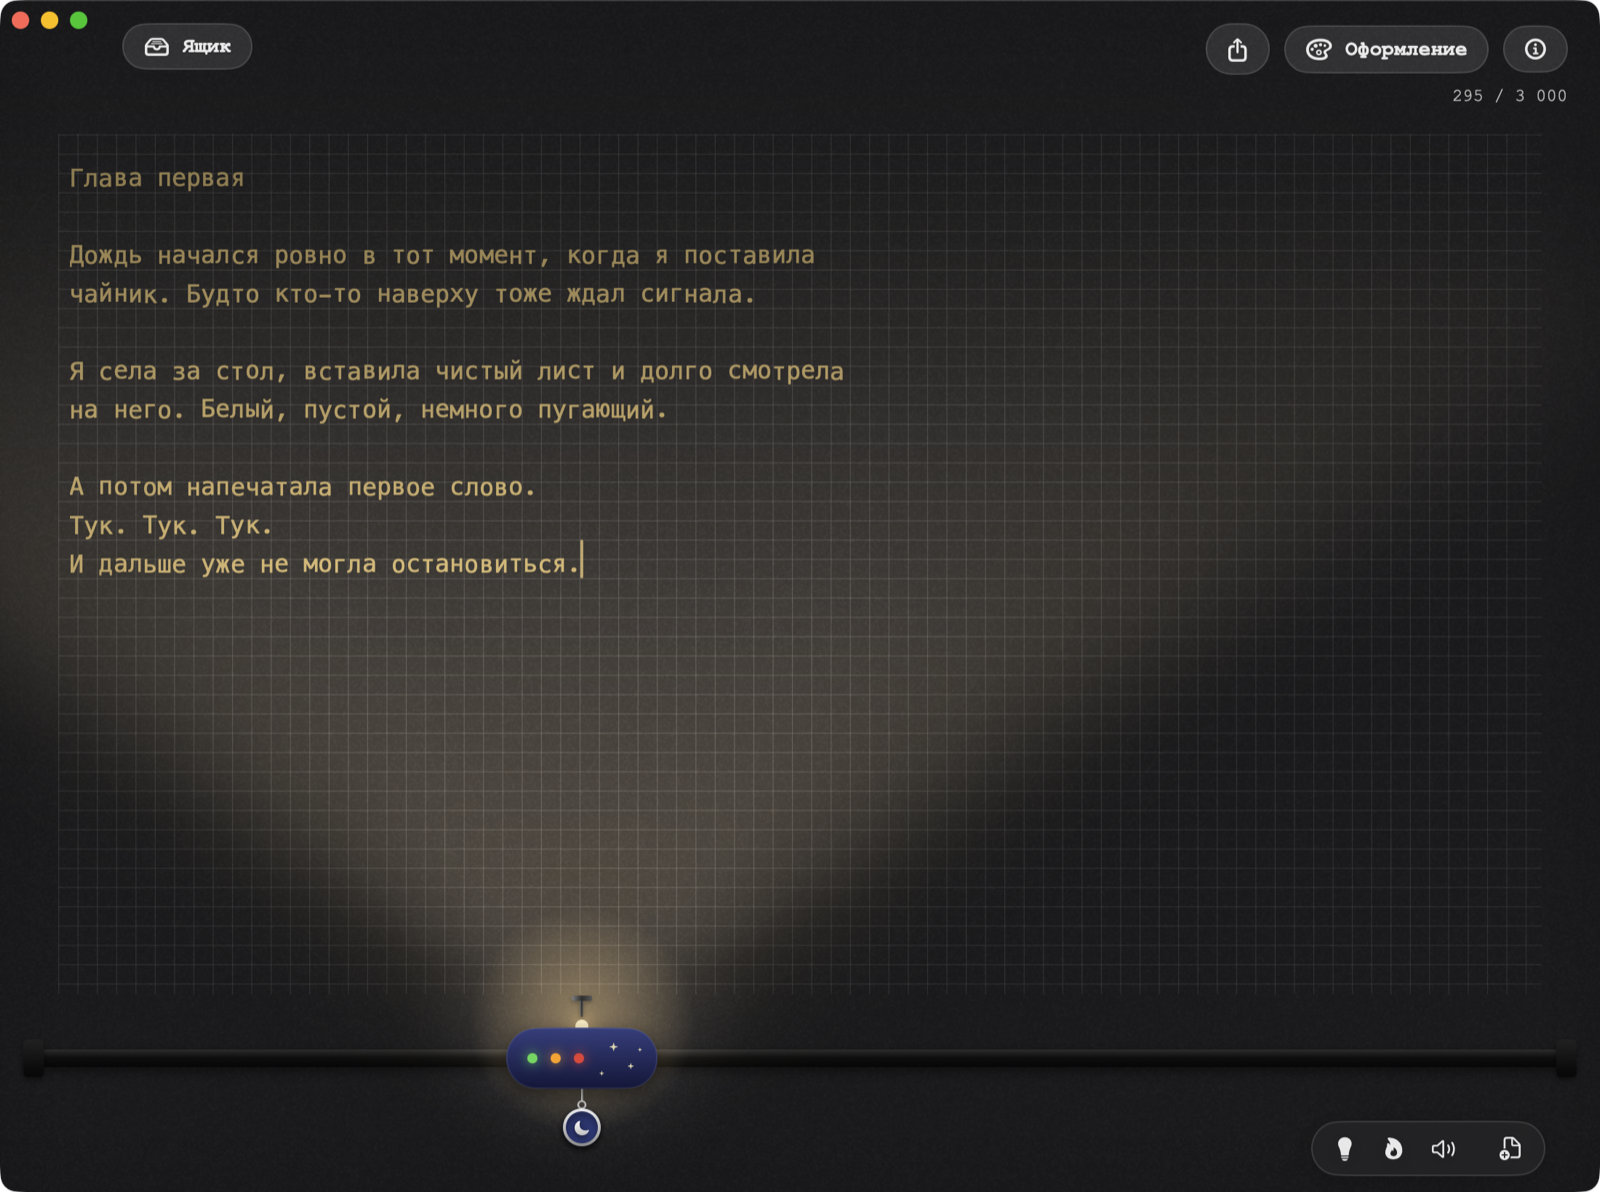 Ящик
Оформление
295 / 3 000
Глава первая
Дождь начался ровно в тот момент, когда я поставила
чайник. Будто кто-то наверху тоже ждал сигнала.
Я села за стол, вставила чистый лист и долго смотрела
на него. Белый, пустой, немного пугающий.
А потом напечатала первое слово.
Тук. Тук. Тук.
И дальше уже не могла остановиться.